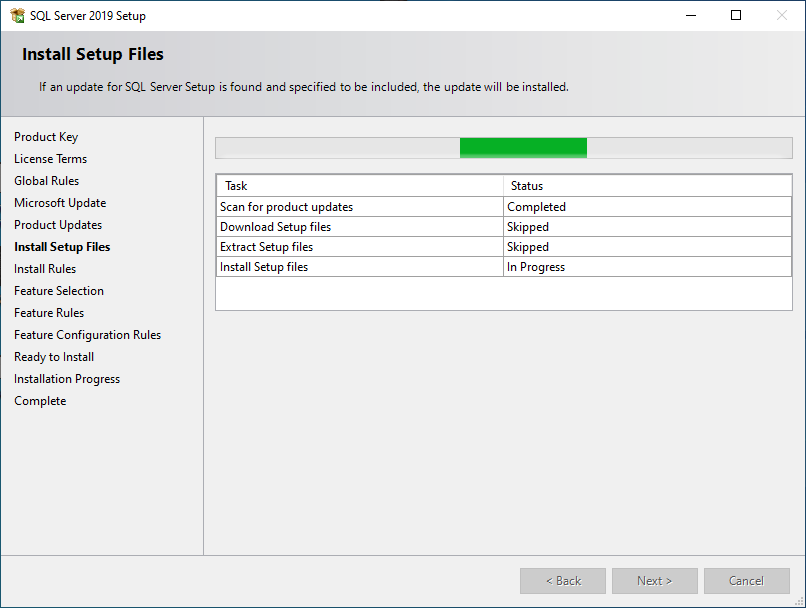 SQL Server 2019 Setup
Install Setup Files
If an update for SQL Server Setup is found and specified to be included, the update will be installed.
Product Key
License Terms
Global Rules
Microsoft Update
Product Updates
Install Setup Files
Install Rules
Feature Selection
Feature Rules
Feature Configuration Rules
Ready to Install
Installation Progress
Complete
Task Status
Scan for product updates Completed
Download Setup files Skipped
Extract Setup files Skipped
Install Setup files In Progress
< Back Next > Cancel